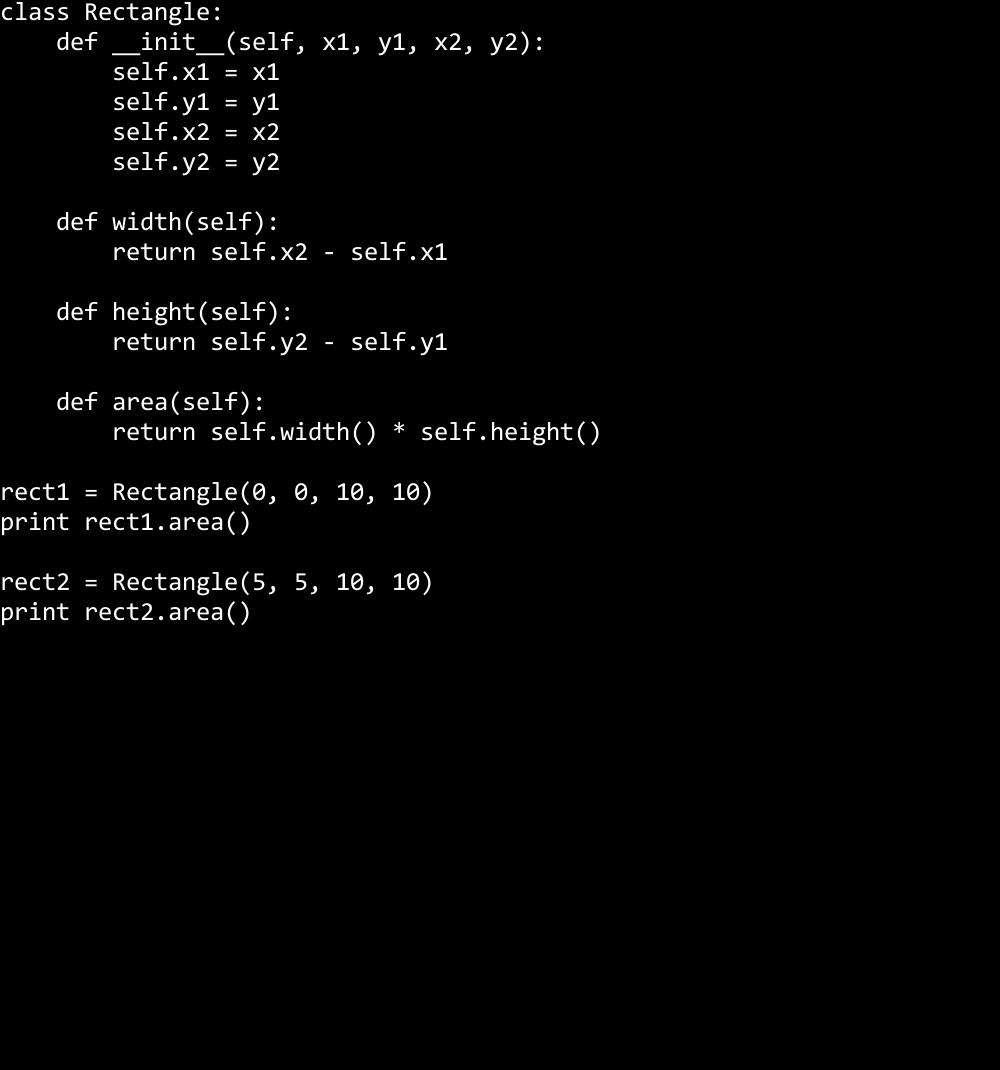 class Rectangle:
    def __init__(self, x1, y1, x2, y2):
        self.x1 = x1
        self.y1 = y1
        self.x2 = x2
        self.y2 = y2

    def width(self):
        return self.x2 - self.x1

    def height(self):
        return self.y2 - self.y1

    def area(self):
        return self.width() * self.height()

rect1 = Rectangle(0, 0, 10, 10)
print rect1.area()

rect2 = Rectangle(5, 5, 10, 10)
print rect2.area()